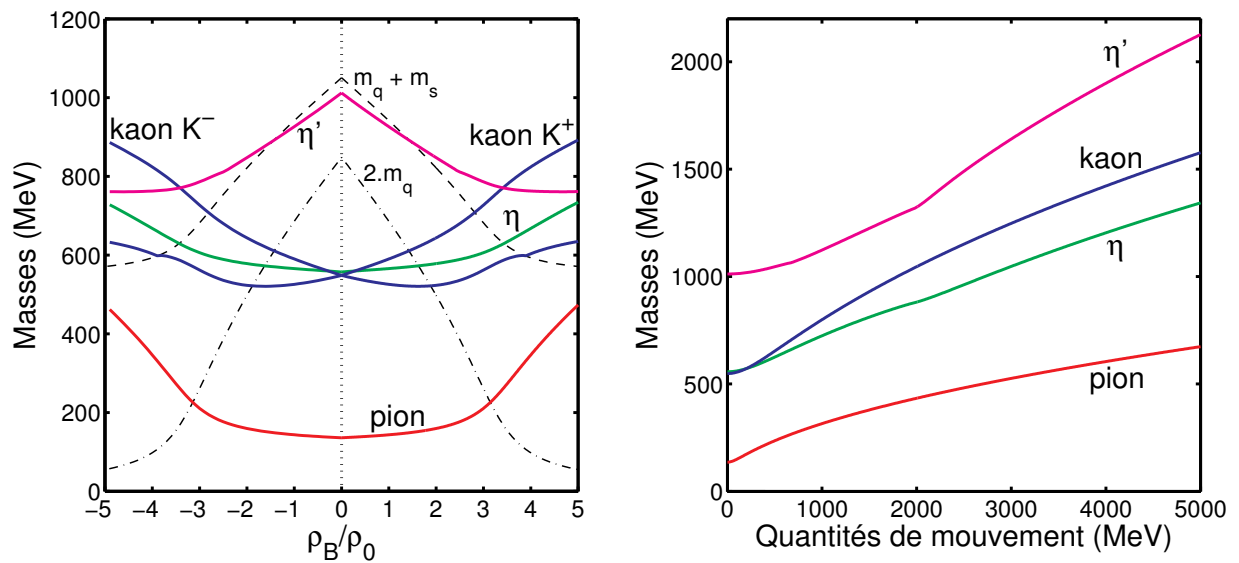 1200
1000
800
600
400
200
0
Masses (MeV)
kaon K⁻
η'
m_q + m_s
kaon K⁺
2.m_q
η
pion
−5 −4 −3 −2 −1 0 1 2 3 4 5
ρ_B/ρ_0
2000
1500
1000
500
0
Masses (MeV)
η'
kaon
η
pion
0 1000 2000 3000 4000 5000
Quantités de mouvement (MeV)